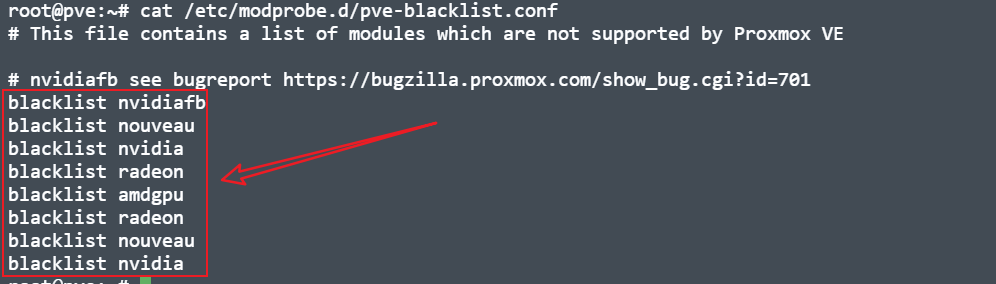 root@pve:~# cat /etc/modprobe.d/pve-blacklist.conf
# This file contains a list of modules which are not supported by Proxmox VE
# nvidiafb see bugreport https://bugzilla.proxmox.com/show_bug.cgi?id=701
blacklist nvidiafb
blacklist nouveau
blacklist nvidia
blacklist radeon
blacklist amdgpu
blacklist radeon
blacklist nouveau
blacklist nvidia
root@pve:~#